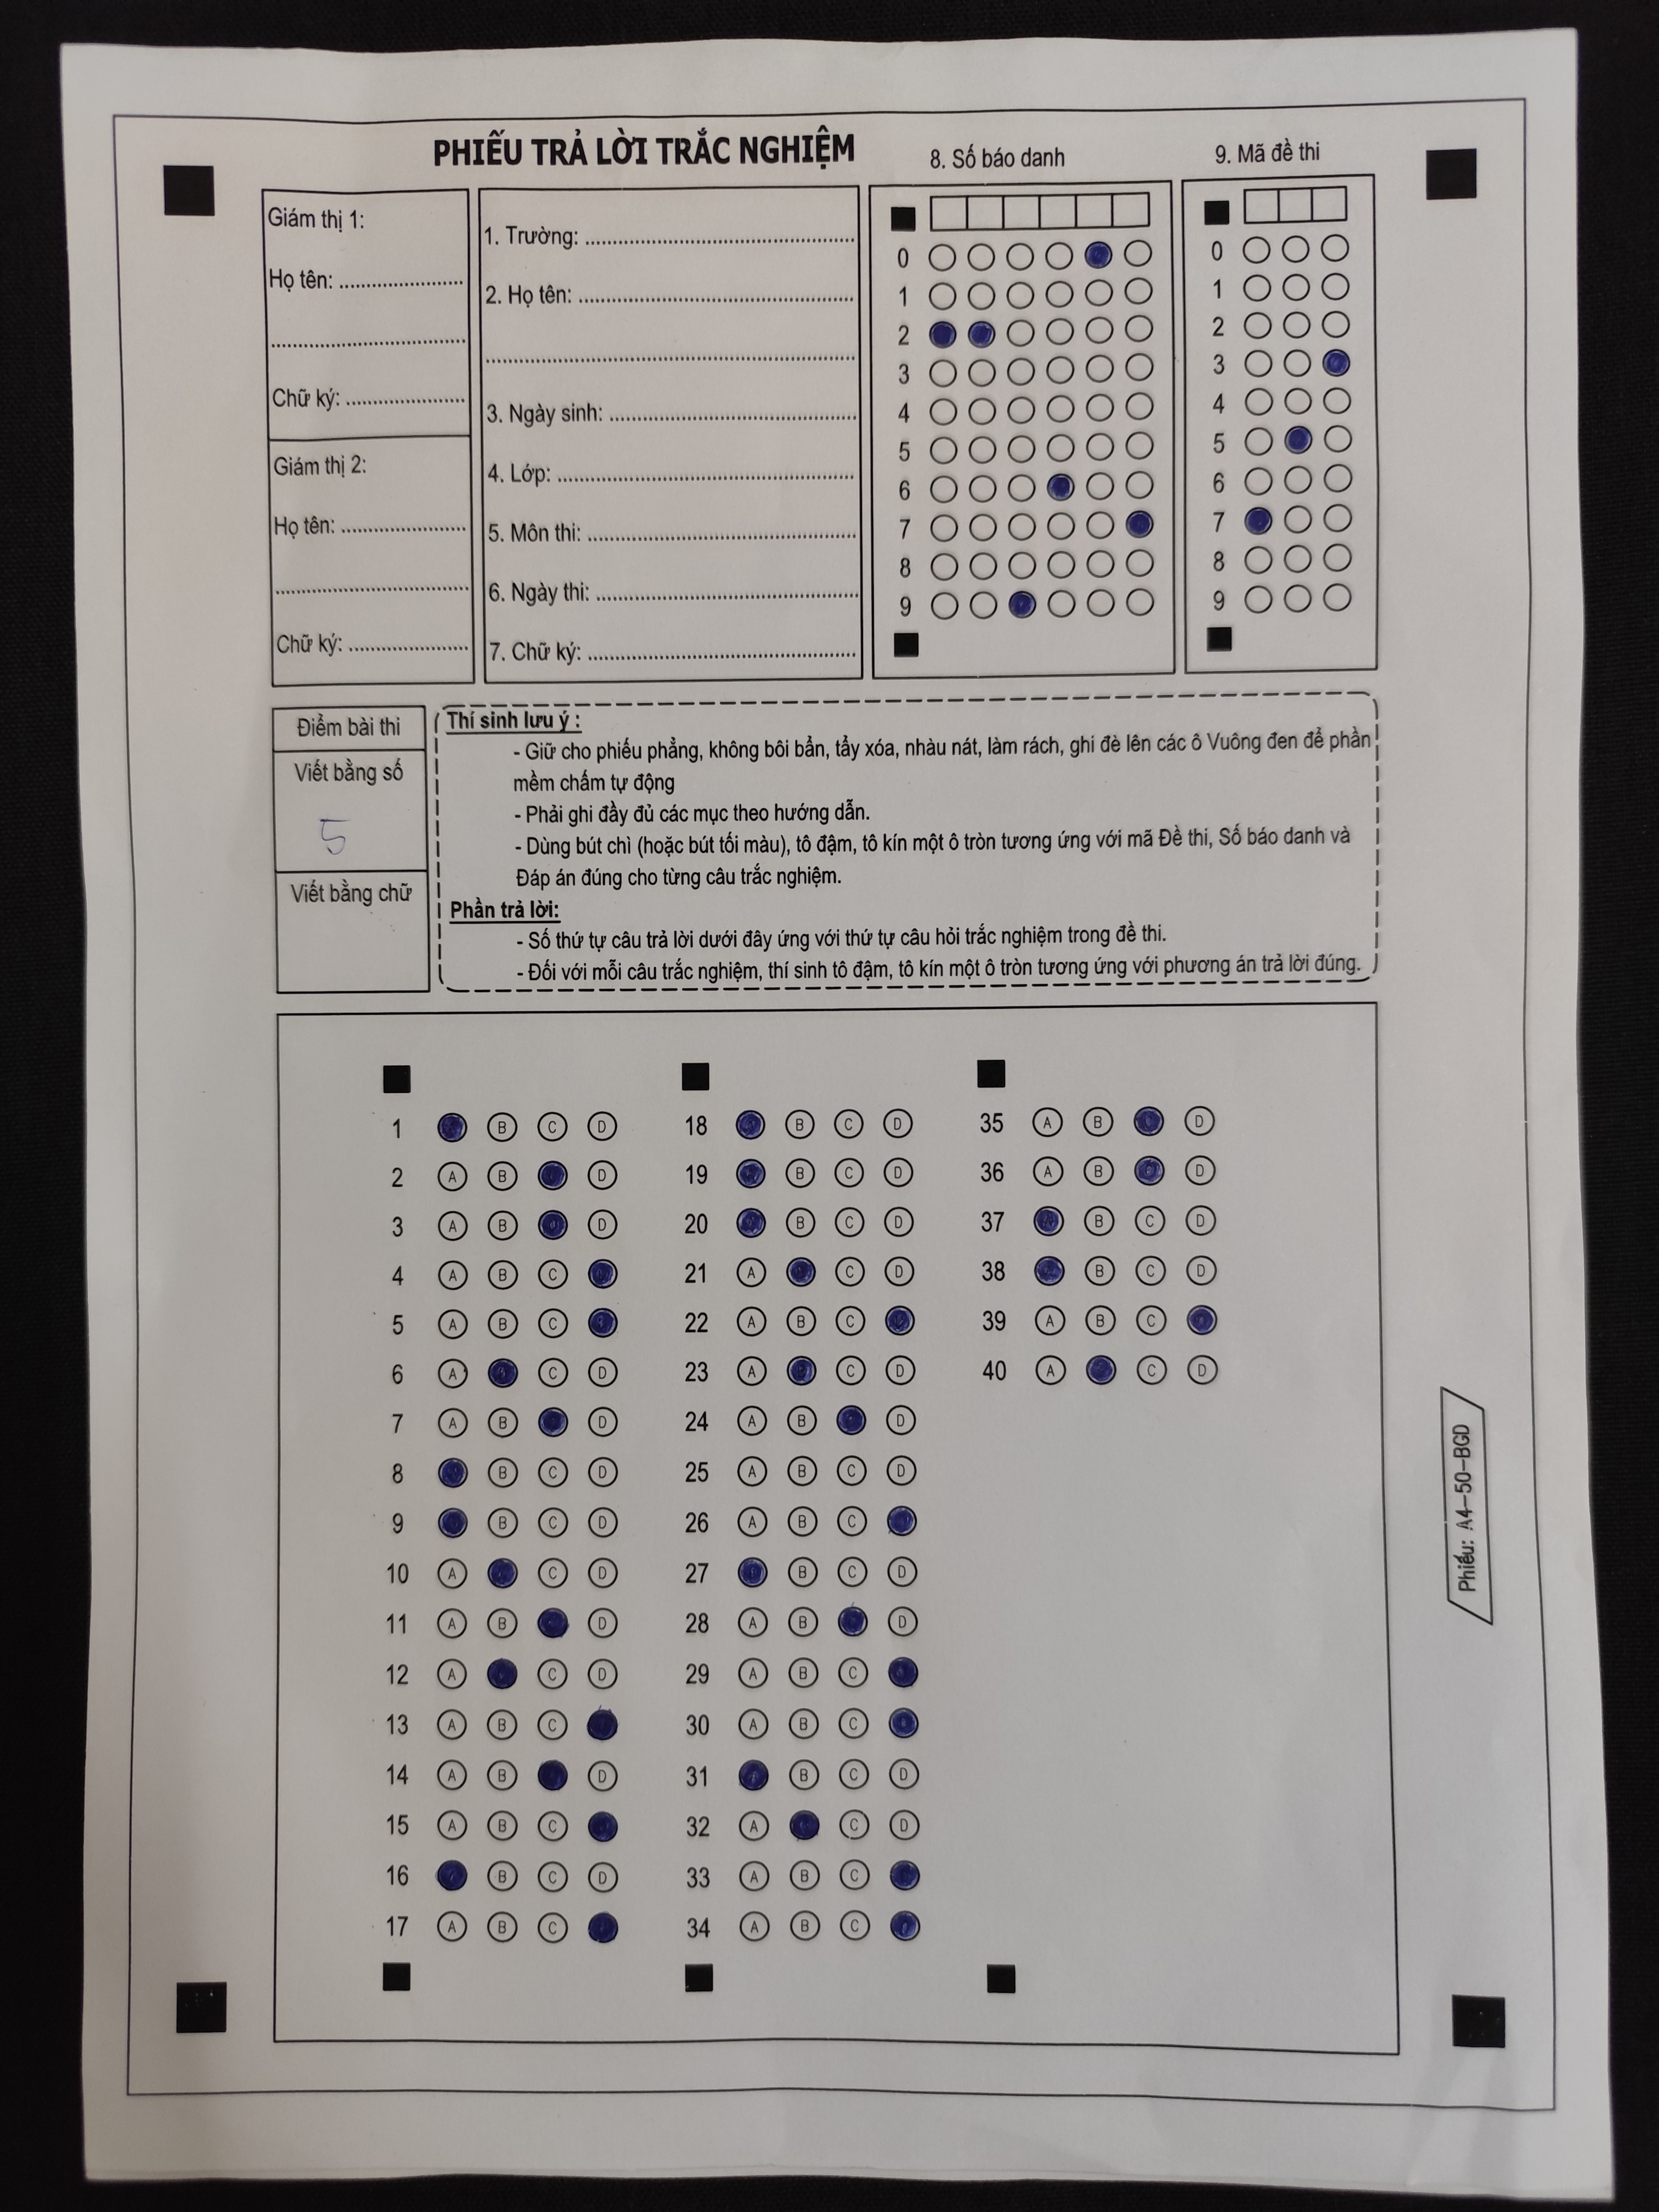 PHIẾU TRẢ LỜI TRẮC NGHIỆM
8. Số báo danh
9. Mã đề thi
Giám thị 1:
Họ tên: ......................
..................................
Chữ ký: .....................
Giám thị 2:
Họ tên: ......................
..................................
Chữ ký: .....................
1. Trường: ..............................................
2. Họ tên: ..............................................
................................................................
3. Ngày sinh: ..........................................
4. Lớp: ...................................................
5. Môn thi: .............................................
6. Ngày thi: ............................................
7. Chữ ký: .............................................
0
1
2
3
4
5
6
7
8
9
0
1
2
3
4
5
6
7
8
9
Điểm bài thi
Viết bằng số
5
Viết bằng chữ
Thí sinh lưu ý :
- Giữ cho phiếu phẳng, không bôi bẩn, tẩy xóa, nhàu nát, làm rách, ghi đè lên các ô Vuông đen để phần
mềm chấm tự động
- Phải ghi đầy đủ các mục theo hướng dẫn.
- Dùng bút chì (hoặc bút tối màu), tô đậm, tô kín một ô tròn tương ứng với mã Đề thi, Số báo danh và
Đáp án đúng cho từng câu trắc nghiệm.
Phần trả lời:
- Số thứ tự câu trả lời dưới đây ứng với thứ tự câu hỏi trắc nghiệm trong đề thi.
- Đối với mỗi câu trắc nghiệm, thí sinh tô đậm, tô kín một ô tròn tương ứng với phương án trả lời đúng.
1 B C D
2 A B D
3 A B D
4 A B C
5 A B C
6 A C D
7 A B D
8 B C D
9 B C D
10 A C D
11 A B D
12 A C D
13 A B C
14 A B D
15 A B C
16 B C D
17 A B C
18 B C D
19 B C D
20 B C D
21 A C D
22 A B C
23 A C D
24 A B D
25 A B C D
26 A B C
27 B C D
28 A B D
29 A B C
30 A B C
31 B C D
32 A C D
33 A B C
34 A B C
35 A B D
36 A B D
37 B C D
38 B C D
39 A B C
40 A C D
Phiếu: A4-50-BGD